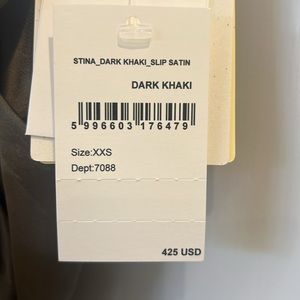 STINA_DARK KHAKI_SLIP SATIN
DARK KHAKI
5 996603 176479
Size:XXS
Dept:7088
425 USD